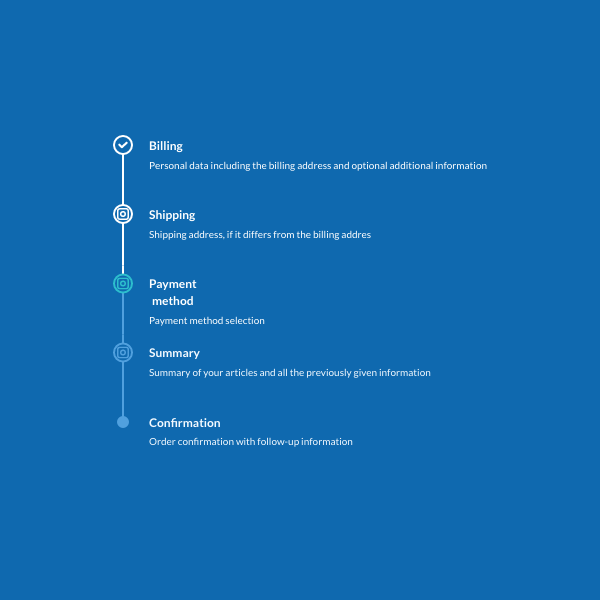 Billing
Personal data including the billing address and optional additional information
Shipping
Shipping address, if it differs from the billing addres
Payment
method
Payment method selection
Summary
Summary of your articles and all the previously given information
Confirmation
Order confirmation with follow-up information